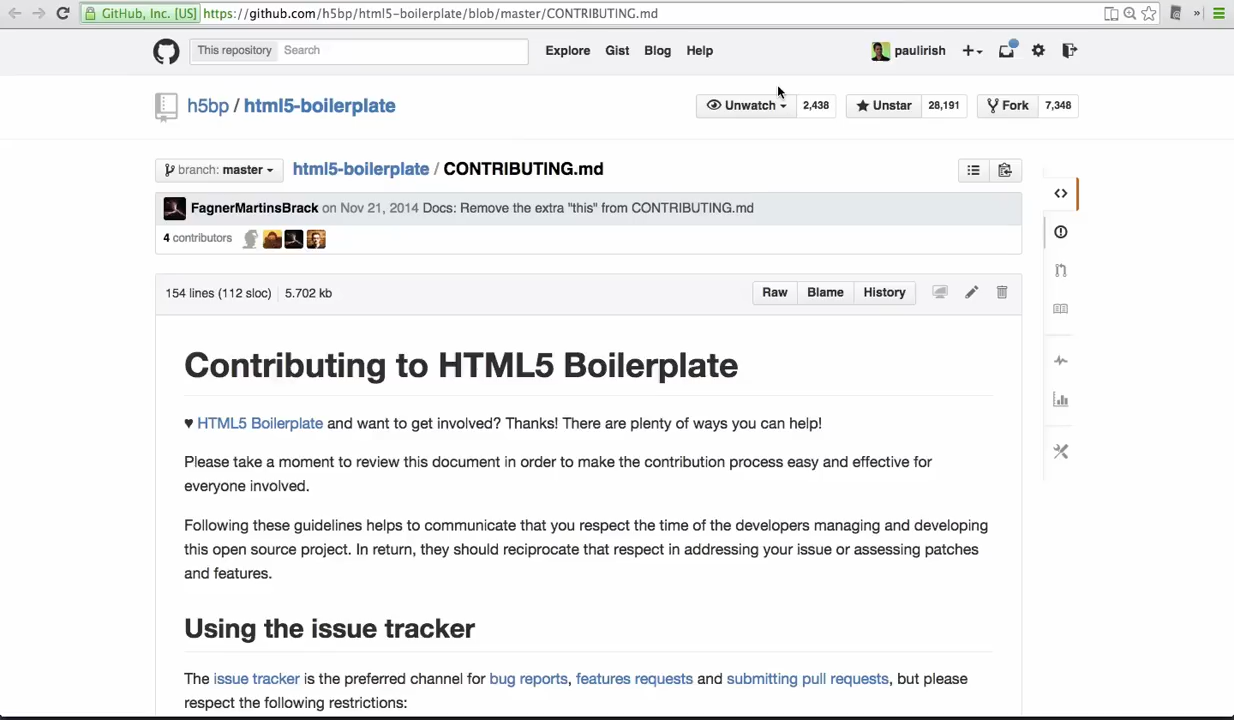 GitHub, Inc. [US] https://github.com/h5bp/html5-boilerplate/blob/master/CONTRIBUTING.md »
This repository Search Explore Gist Blog Help paulirish
h5bp / html5-boilerplate Unwatch 2,438 Unstar 28,191 Fork 7,348
branch: master html5-boilerplate / CONTRIBUTING.md
FagnerMartinsBrack on Nov 21, 2014 Docs: Remove the extra "this" from CONTRIBUTING.md
4 contributors
154 lines (112 sloc) 5.702 kb Raw Blame History
Contributing to HTML5 Boilerplate
♥ HTML5 Boilerplate and want to get involved? Thanks! There are plenty of ways you can help!
Please take a moment to review this document in order to make the contribution process easy and effective for
everyone involved.
Following these guidelines helps to communicate that you respect the time of the developers managing and developing
this open source project. In return, they should reciprocate that respect in addressing your issue or assessing patches
and features.
Using the issue tracker
The issue tracker is the preferred channel for bug reports, features requests and submitting pull requests, but please
respect the following restrictions: